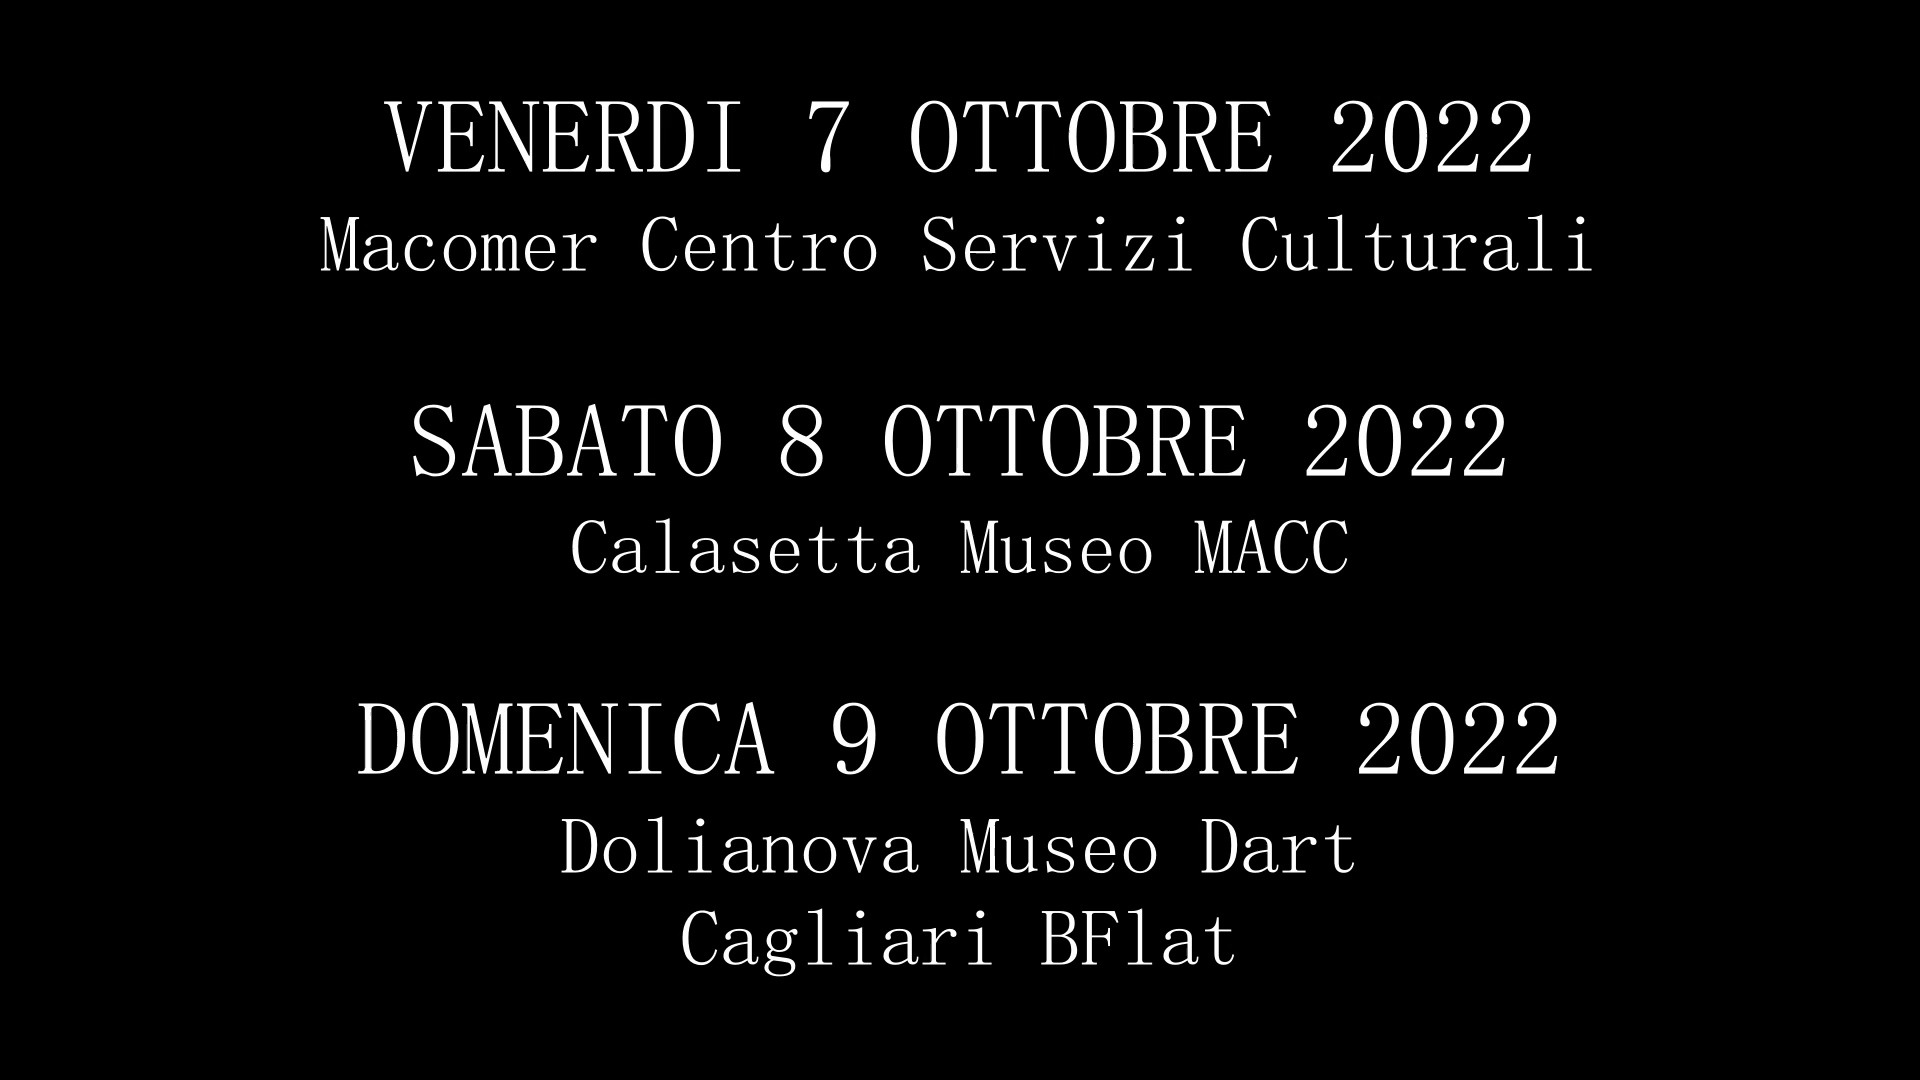 VENERDI 7 OTTOBRE 2022
Macomer Centro Servizi Culturali
SABATO 8 OTTOBRE 2022
Calasetta Museo MACC
DOMENICA 9 OTTOBRE 2022
Dolianova Museo Dart
Cagliari BFlat